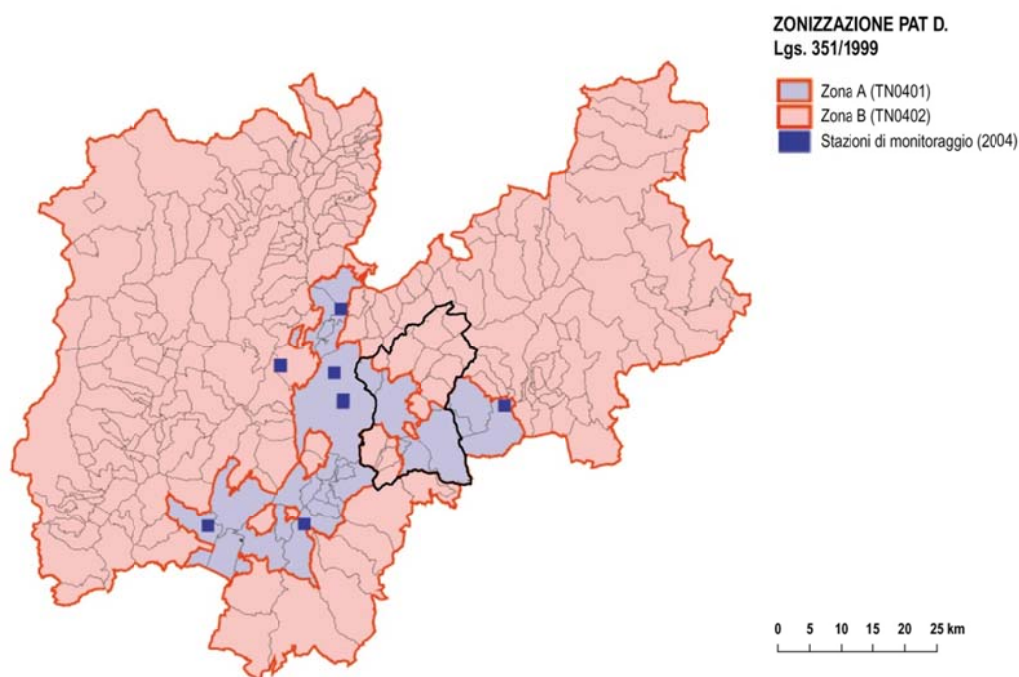 ZONIZZAZIONE PAT D.
Lgs. 351/1999
Zona A (TN0401)
Zona B (TN0402)
Stazioni di monitoraggio (2004)
0 5 10 15 20 25 km